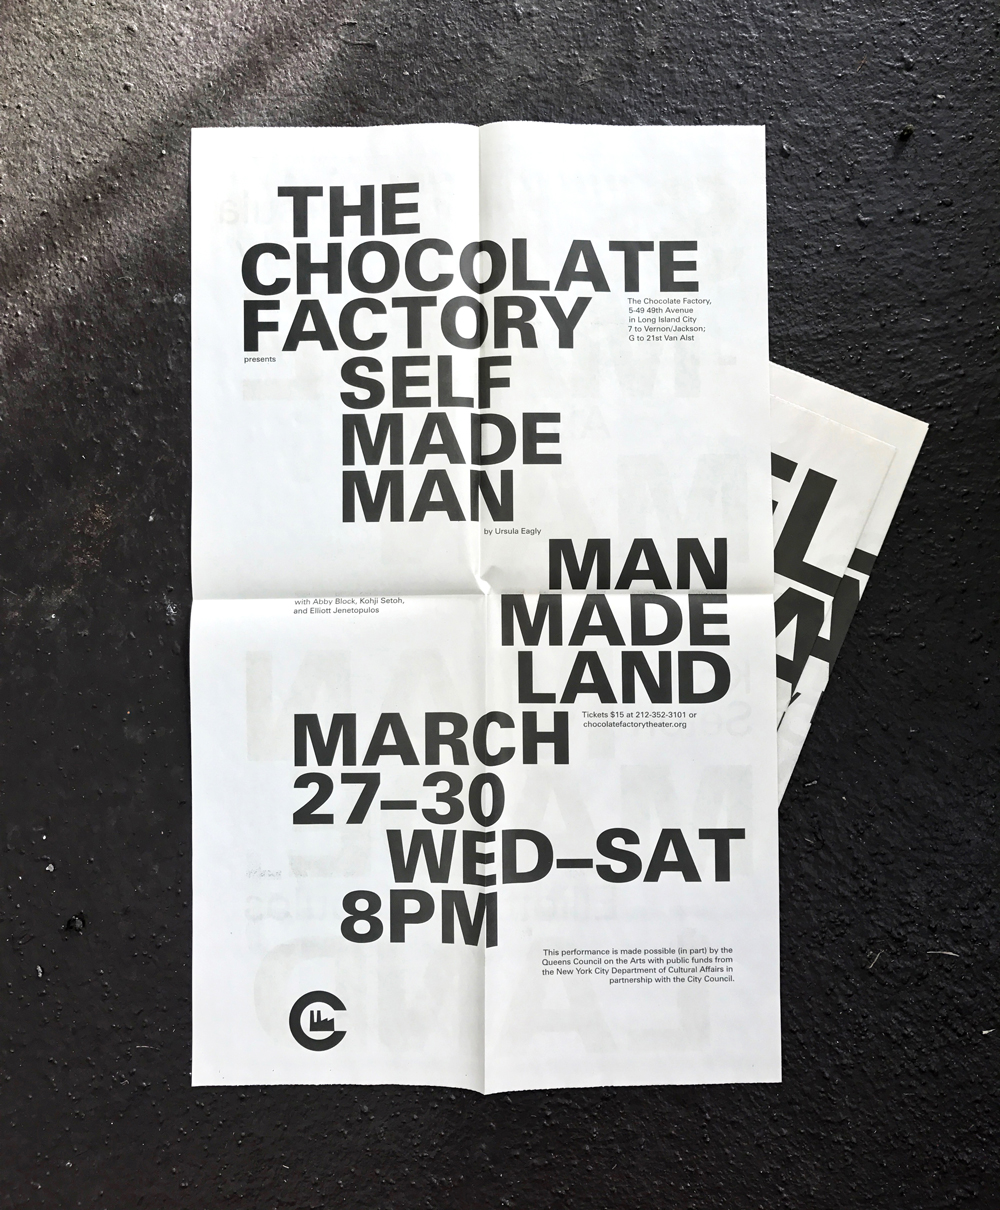 THE
CHOCOLATE
FACTORY
The Chocolate Factory,
5-49 49th Avenue
in Long Island City
7 to Vernon/Jackson;
G to 21st Van Alst
presents
SELF
MADE
MAN
by Ursula Eagly
MAN
MADE
LAND
with Abby Block, Kohji Setoh,
and Elliott Jenetopulos
Tickets $15 at 212-352-3101 or
chocolatefactorytheater.org
MARCH
27–30
WED–SAT
8PM
This performance is made possible (in part) by the
Queens Council on the Arts with public funds from
the New York City Department of Cultural Affairs in
partnership with the City Council.